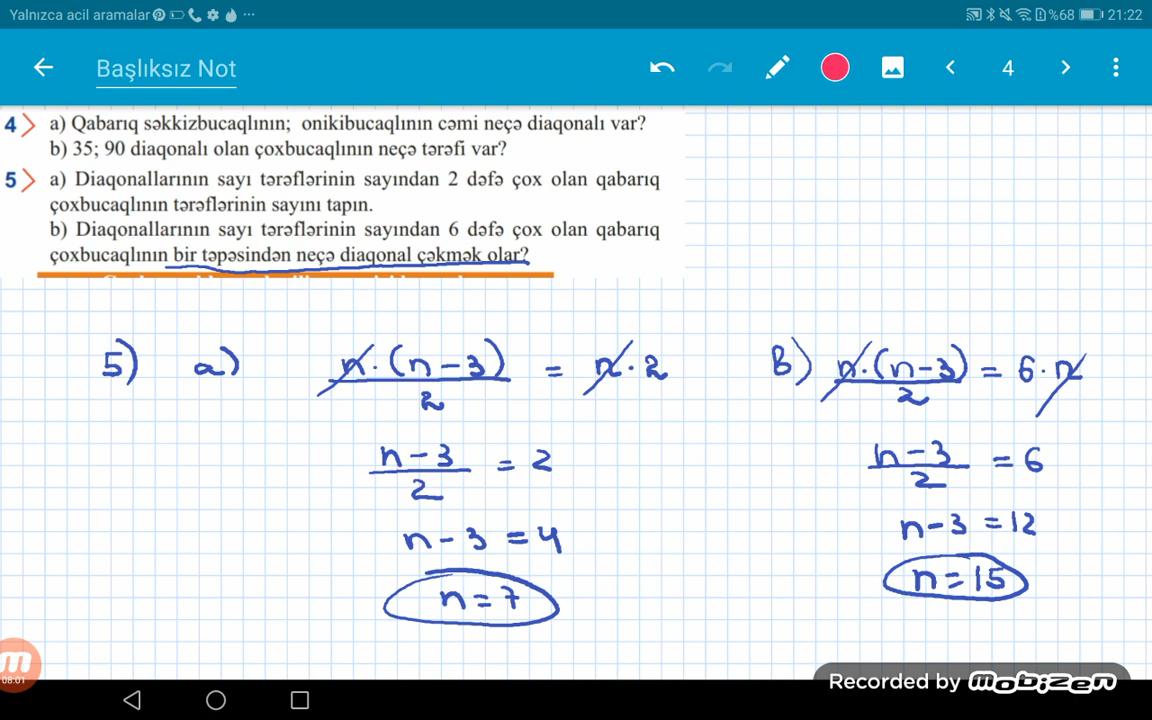 Yalnızca acil aramalar ... %68 21:22
Başlıksız Not 4
4 a) Qabarıq səkkizbucaqlının; onikibucaqlının cəmi neçə diaqonalı var?
b) 35; 90 diaqonalı olan çoxbucaqlının neçə tərəfi var?
5 a) Diaqonallarının sayı tərəflərinin sayından 2 dəfə çox olan qabarıq
çoxbucaqlının tərəflərinin sayını tapın.
b) Diaqonallarının sayı tərəflərinin sayından 6 dəfə çox olan qabarıq
çoxbucaqlının bir təpəsindən neçə diaqonal çəkmək olar?
5) a) n·(n-3)/2 = n·2
n-3/2 = 2
n-3 = 4
n=7
B) n·(n-3)/2 = 6·n
n-3/2 = 6
n-3 = 12
n=15
m
08:01
Recorded by mobizen